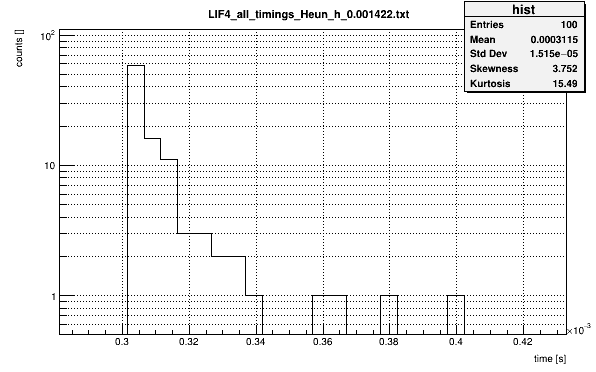 LIF4_all_timings_Heun_h_0.001422.txt
hist
Entries 100
Mean 0.0003115
Std Dev 1.515e−05
Skewness 3.752
Kurtosis 15.49
counts []
10²
10
1
0.3 0.32 0.34 0.36 0.38 0.4 0.42
×10⁻³
time [s]